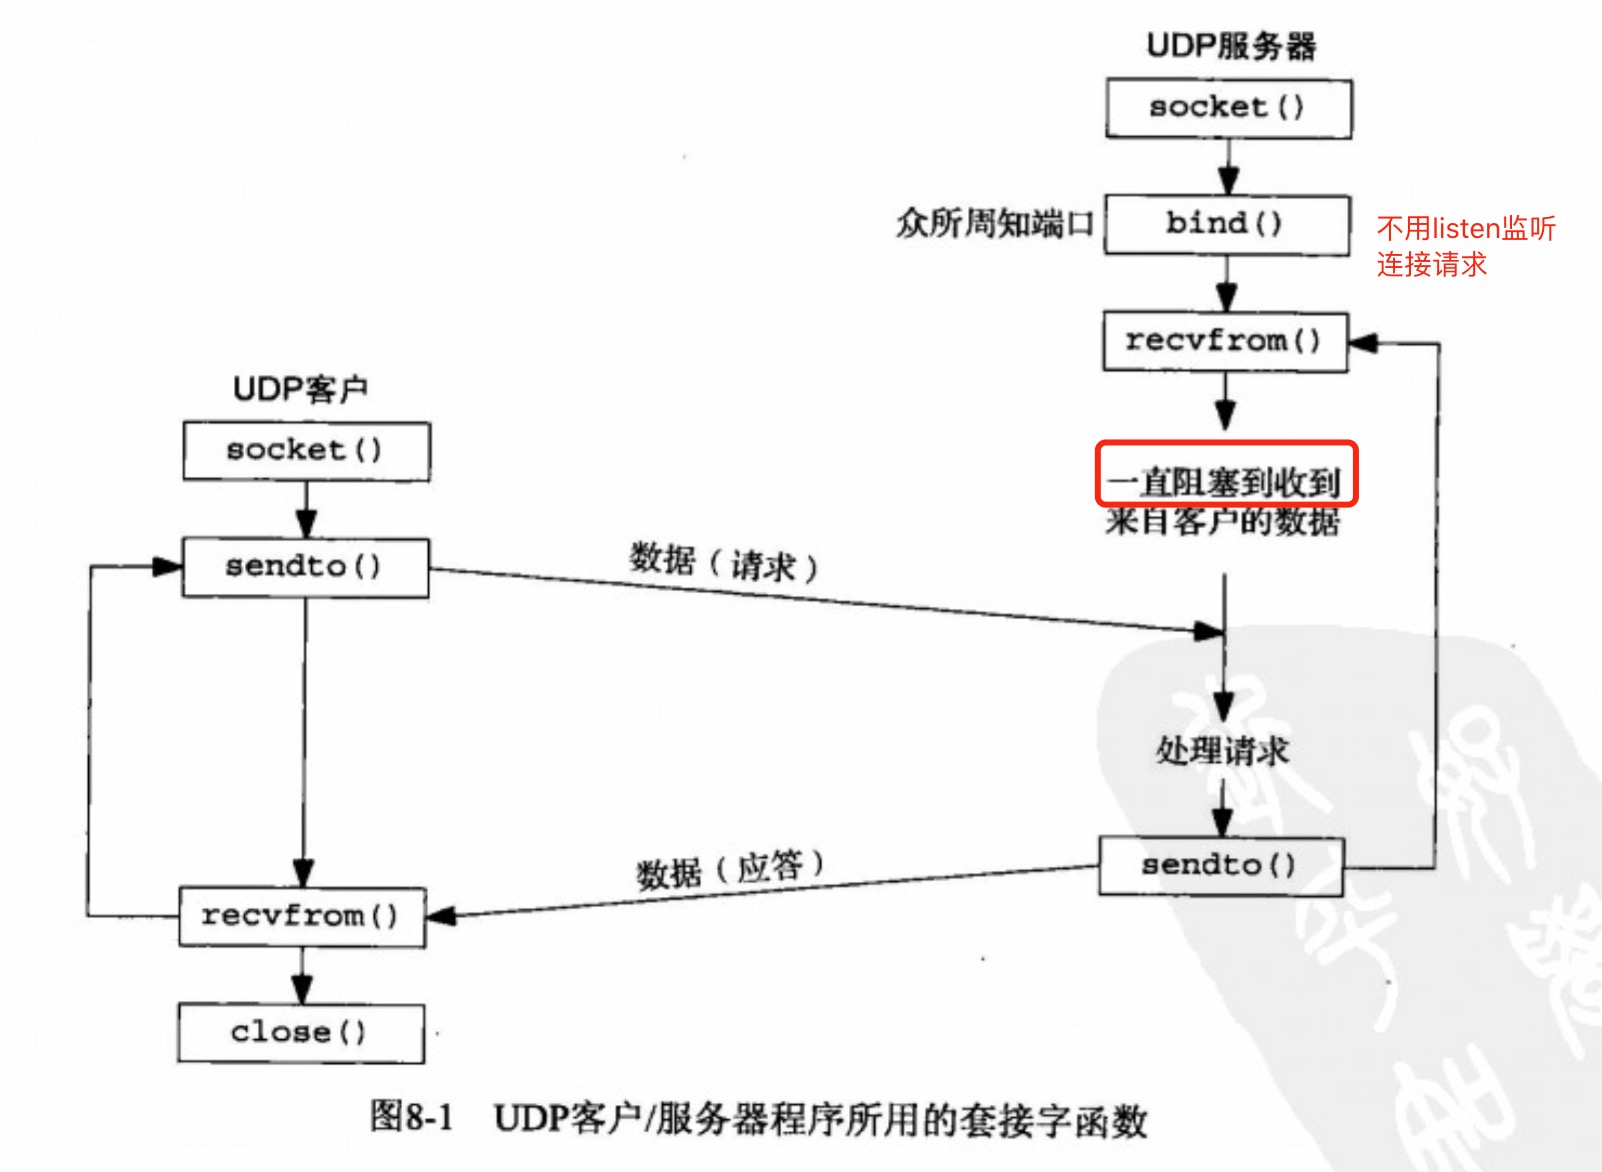 UDP服务器
socket()
众所周知端口
bind()
不用listen监听
连接请求
recvfrom()
一直阻塞到收到
来自客户的数据
UDP客户
socket()
sendto()
数据（请求）
处理请求
sendto()
数据（应答）
recvfrom()
close()
图8-1 UDP客户/服务器程序所用的套接字函数